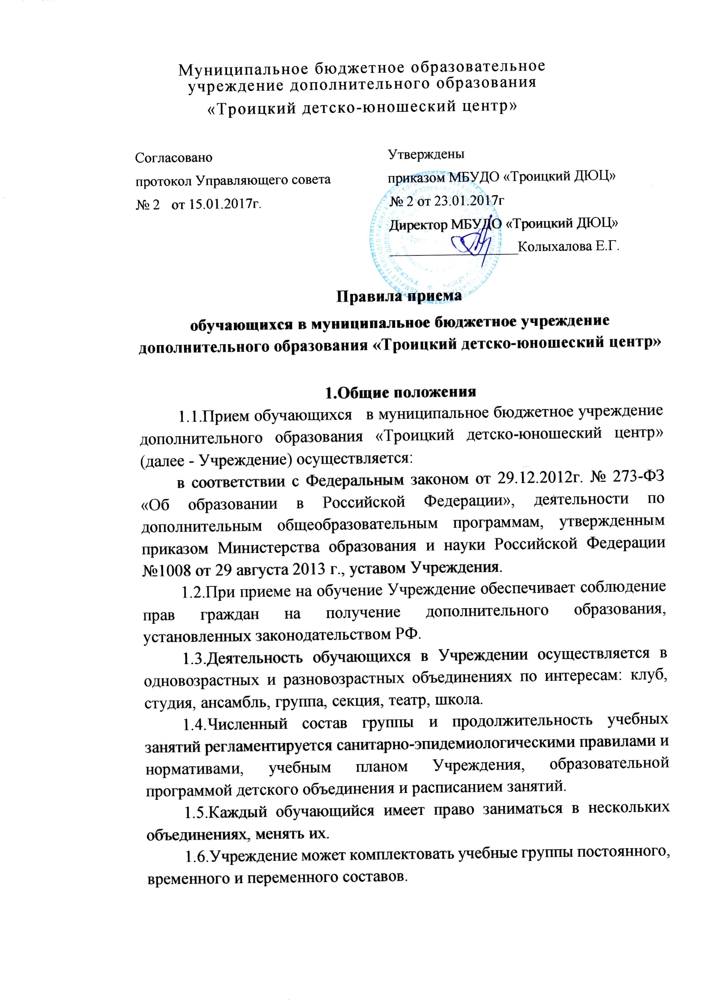 Муниципальное бюджетное образовательное
учреждение дополнительного образования
«Троицкий детско-юношеский центр»
Согласовано
протокол Управляющего совета
№ 2 от 15.01.2017г.
Утверждены
приказом МБУДО «Троицкий ДЮЦ»
№ 2 от 23.01.2017г
Директор МБУДО «Троицкий ДЮЦ»
Колыхалова Е.Г.
Правила приема
обучающихся в муниципальное бюджетное учреждение
дополнительного образования «Троицкий детско-юношеский центр»
1.Общие положения
1.1.Прием обучающихся в муниципальное бюджетное учреждение
дополнительного образования «Троицкий детско-юношеский центр»
(далее - Учреждение) осуществляется:
в соответствии с Федеральным законом от 29.12.2012г. № 273-ФЗ
«Об образовании в Российской Федерации», деятельности по
дополнительным общеобразовательным программам, утвержденным
приказом Министерства образования и науки Российской Федерации
№1008 от 29 августа 2013 г., уставом Учреждения.
1.2.При приеме на обучение Учреждение обеспечивает соблюдение
прав граждан на получение дополнительного образования,
установленных законодательством РФ.
1.3.Деятельность обучающихся в Учреждении осуществляется в
одновозрастных и разновозрастных объединениях по интересам: клуб,
студия, ансамбль, группа, секция, театр, школа.
1.4.Численный состав группы и продолжительность учебных
занятий регламентируется санитарно-эпидемиологическими правилами и
нормативами, учебным планом Учреждения, образовательной
программой детского объединения и расписанием занятий.
1.5.Каждый обучающийся имеет право заниматься в нескольких
объединениях, менять их.
1.6.Учреждение может комплектовать учебные группы постоянного,
временного и переменного составов.